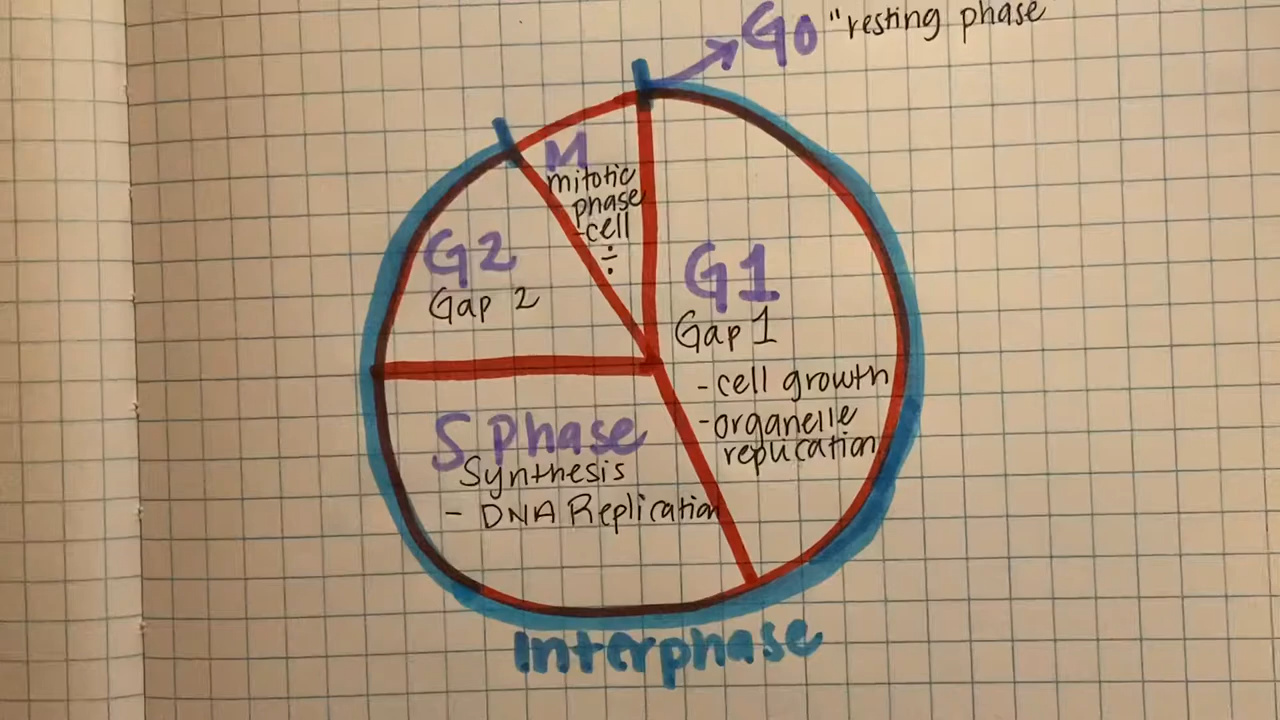 G0 "resting phase
M
mitotic
phase
-cell
÷
G2
Gap 2
G1
Gap 1
- cell growth
- organelle
replication
S Phase
Synthesis
- DNA Replication
Interphase